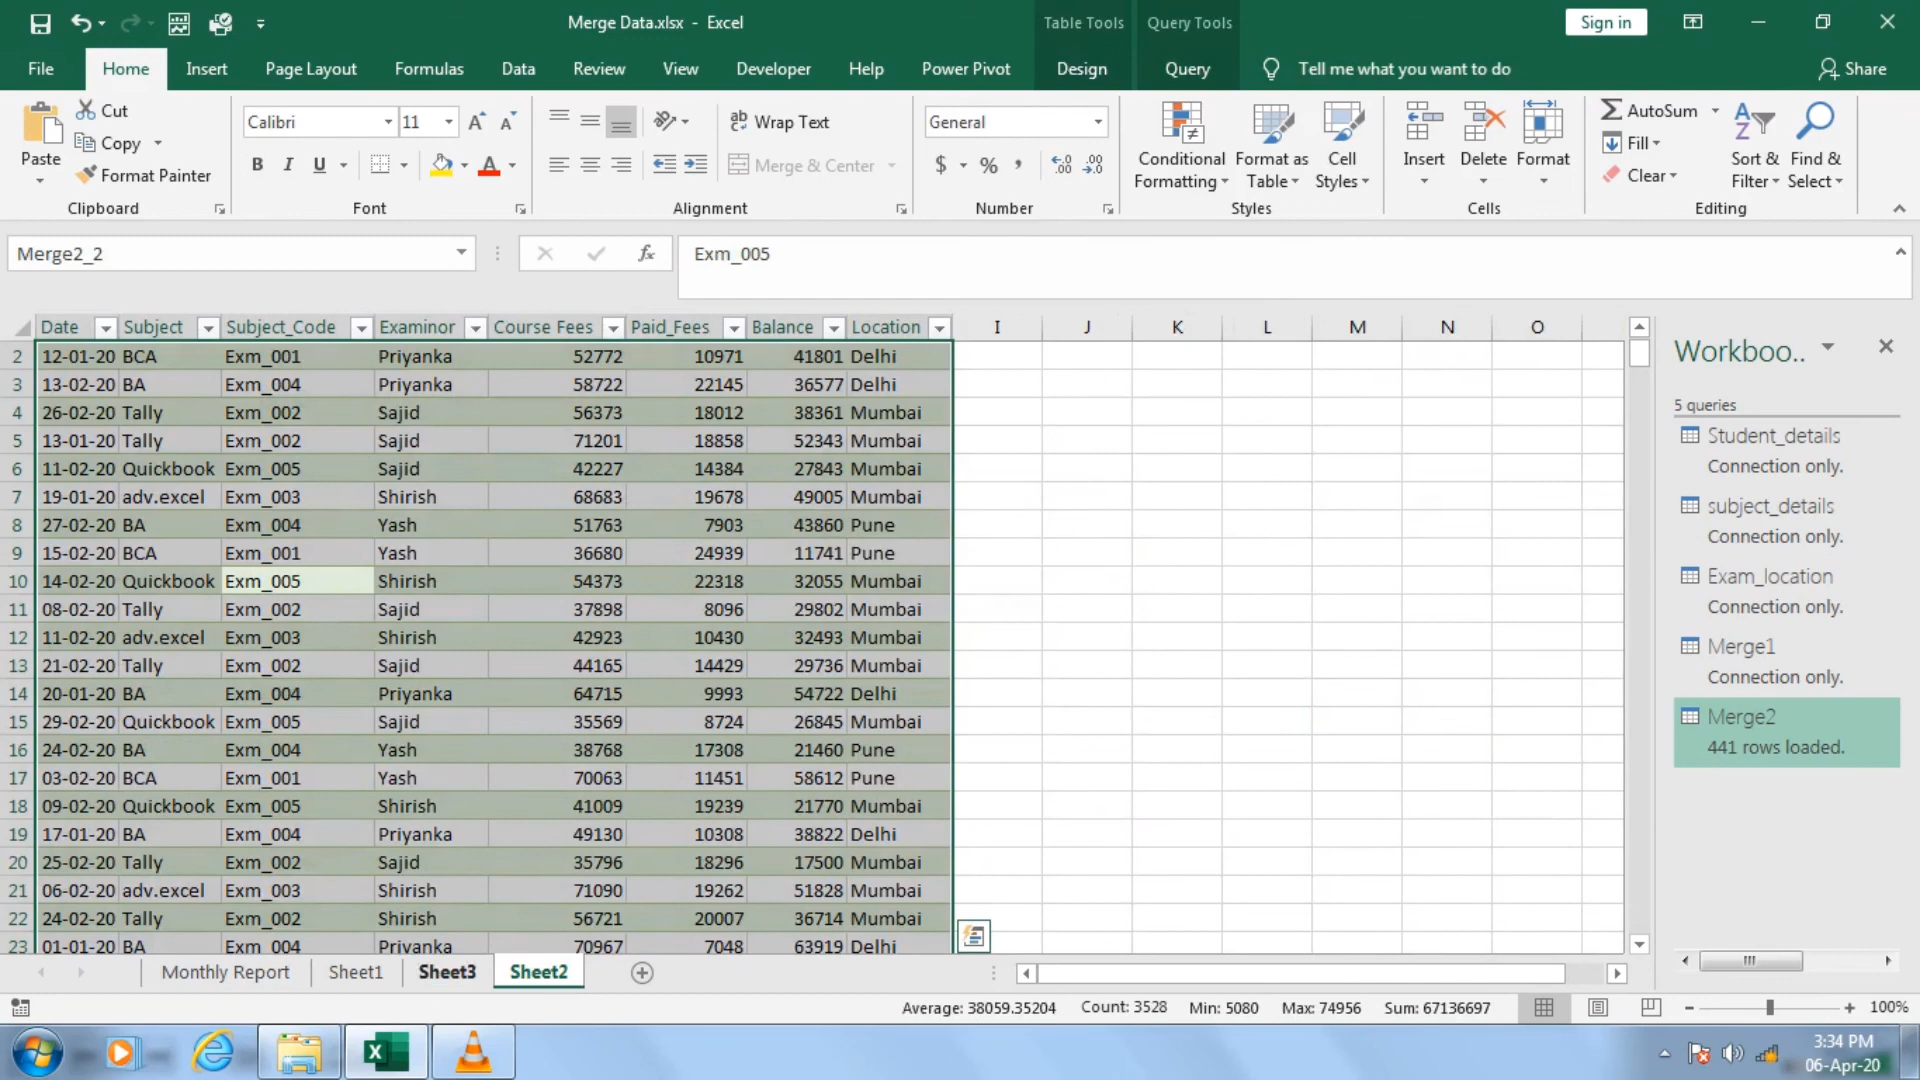 Merge Data.xlsx - Excel
Table Tools
Query Tools
Sign in
File
Home
Insert
Page Layout
Formulas
Data
Review
View
Developer
Help
Power Pivot
Design
Query
Tell me what you want to do
Share
Paste
Cut
Copy
Format Painter
Calibri
11
B I U
Wrap Text
Merge & Center
General
$ % ,
Conditional Formatting
Format as Table
Cell Styles
Insert
Delete
Format
AutoSum
Fill
Clear
Sort & Filter
Find & Select
Clipboard
Font
Alignment
Number
Styles
Cells
Editing
Merge2_2
fx
Exm_005
Date Subject Subject_Code Examinor Course Fees Paid_Fees Balance Location I J K L M N O
2 12-01-20 BCA Exm_001 Priyanka 52772 10971 41801 Delhi
3 13-02-20 BA Exm_004 Priyanka 58722 22145 36577 Delhi
4 26-02-20 Tally Exm_002 Sajid 56373 18012 38361 Mumbai
5 13-01-20 Tally Exm_002 Sajid 71201 18858 52343 Mumbai
6 11-02-20 Quickbook Exm_005 Sajid 42227 14384 27843 Mumbai
7 19-01-20 adv.excel Exm_003 Shirish 68683 19678 49005 Mumbai
8 27-02-20 BA Exm_004 Yash 51763 7903 43860 Pune
9 15-02-20 BCA Exm_001 Yash 36680 24939 11741 Pune
10 14-02-20 Quickbook Exm_005 Shirish 54373 22318 32055 Mumbai
11 08-02-20 Tally Exm_002 Sajid 37898 8096 29802 Mumbai
12 11-02-20 adv.excel Exm_003 Shirish 42923 10430 32493 Mumbai
13 21-02-20 Tally Exm_002 Sajid 44165 14429 29736 Mumbai
14 20-01-20 BA Exm_004 Priyanka 64715 9993 54722 Delhi
15 29-02-20 Quickbook Exm_005 Sajid 35569 8724 26845 Mumbai
16 24-02-20 BA Exm_004 Yash 38768 17308 21460 Pune
17 03-02-20 BCA Exm_001 Yash 70063 11451 58612 Pune
18 09-02-20 Quickbook Exm_005 Shirish 41009 19239 21770 Mumbai
19 17-01-20 BA Exm_004 Priyanka 49130 10308 38822 Delhi
20 25-02-20 Tally Exm_002 Sajid 35796 18296 17500 Mumbai
21 06-02-20 adv.excel Exm_003 Shirish 71090 19262 51828 Mumbai
22 24-02-20 Tally Exm_002 Shirish 56721 20007 36714 Mumbai
23 01-01-20 BA Exm_004 Priyanka 70967 7048 63919 Delhi
Workboo..
5 queries
Student_details
Connection only.
subject_details
Connection only.
Exam_location
Connection only.
Merge1
Connection only.
Merge2
441 rows loaded.
Monthly Report
Sheet1
Sheet3
Sheet2
Average: 38059.35204 Count: 3528 Min: 5080 Max: 74956 Sum: 67136697
100%
3:34 PM
06-Apr-20